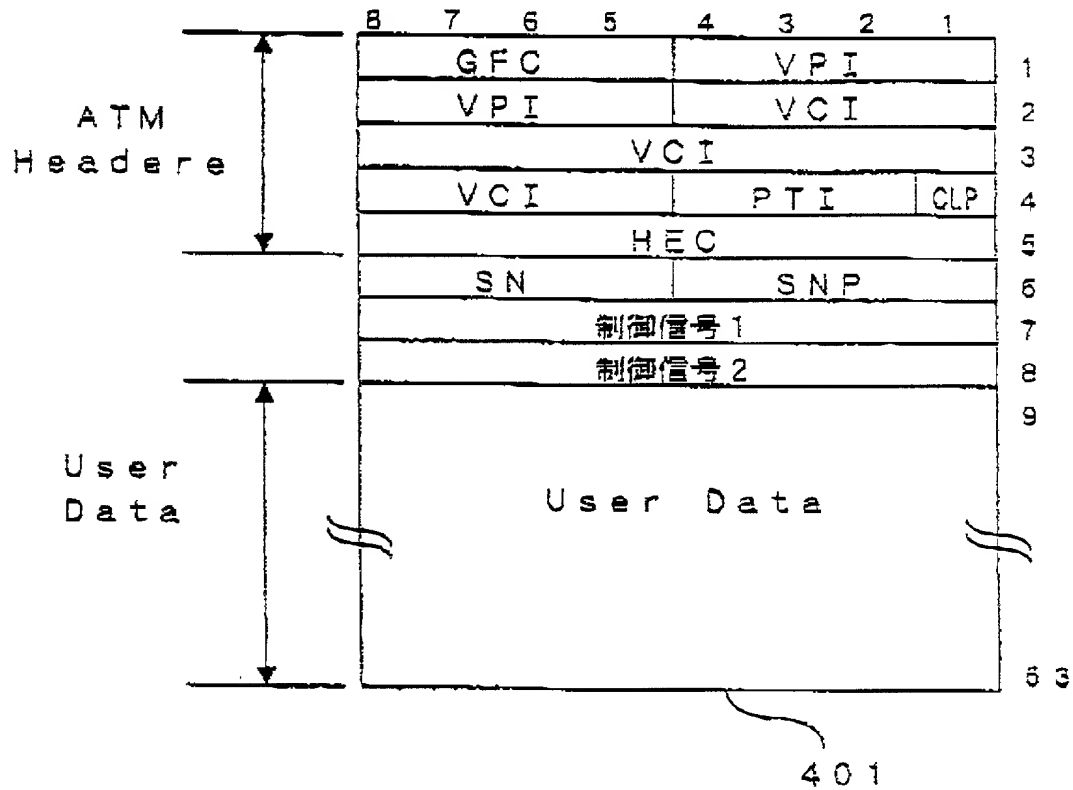 8 7 6 5 4 3 2 1
GFC VPI 1
VPI VCI 2
ATM
Headere
VCI 3
VCI PTI CLP 4
HEC 5
SN SNP 6
制御信号1 7
制御信号2 8
9
User
Data
User Data
63
401